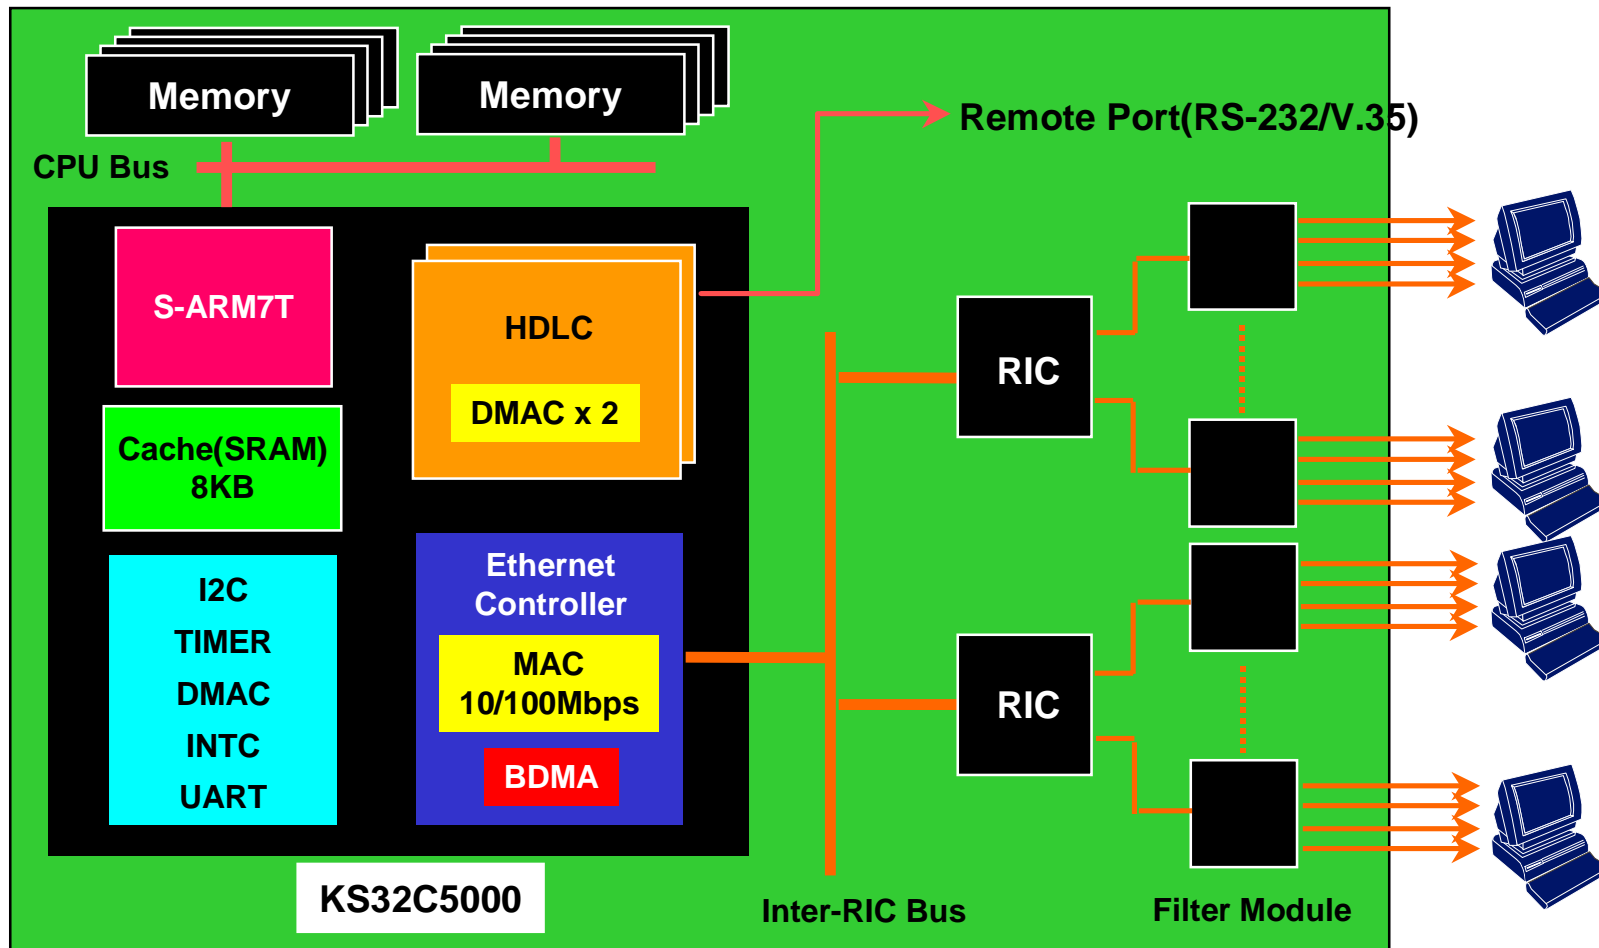 Memory
Memory
Remote Port(RS-232/V.35)
CPU Bus
S-ARM7T
HDLC
DMAC x 2
Cache(SRAM)
8KB
I2C
TIMER
DMAC
INTC
UART
Ethernet
Controller
MAC
10/100Mbps
BDMA
RIC
RIC
KS32C5000
Inter-RIC Bus
Filter Module